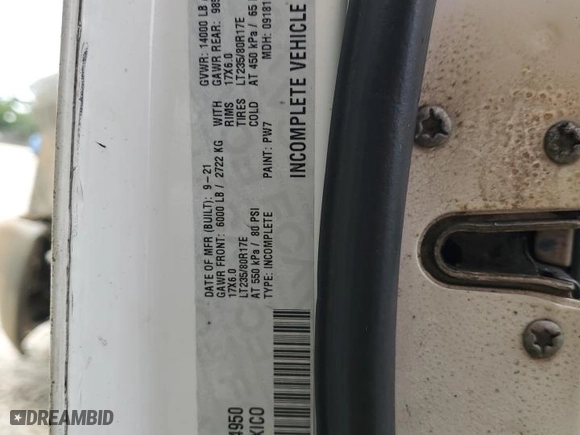 DATE OF MFR (BUILT): 9-21
GVWR: 14000 LB /
GAWR FRONT: 6000 LB / 2722 KG WITH
GAWR REAR:
17X6.0 RIMS 17X6.0
LT235/80R17E TIRES LT235/80R17E
AT 550 kPa / 80 PSI COLD AT 450 kPa / 65
TYPE: INCOMPLETE PAINT: PW7 MDH:
INCOMPLETE VEHICLE
4950
DREAMBID